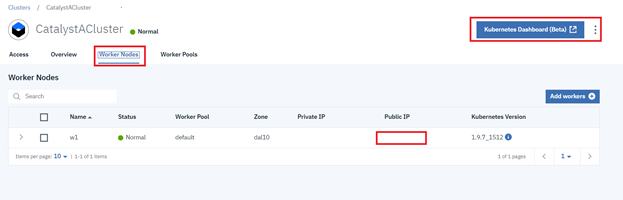 Clusters / CatalystACluster
CatalystACluster
Normal
Kubernetes Dashboard (Beta)
Access Overview Worker Nodes Worker Pools
Worker Nodes
Search
Add workers
Name Status Worker Pool Zone Private IP Public IP Kubernetes Version
w1 Normal default dal10 1.9.7_1512
Items per page: 10 | 1-1 of 1 items 1 of 1 pages 1